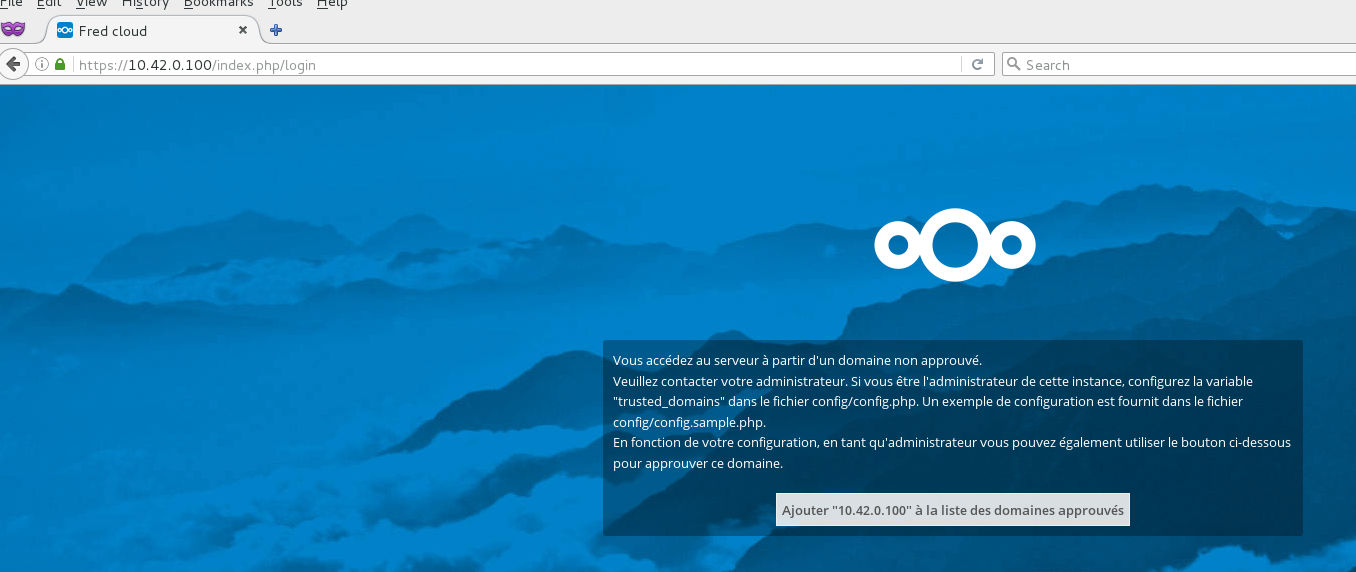 File Edit View History Bookmarks Tools Help
Fred cloud
https://10.42.0.100/index.php/login
Search
Vous accédez au serveur à partir d'un domaine non approuvé.
Veuillez contacter votre administrateur. Si vous être l'administrateur de cette instance, configurez la variable
"trusted_domains" dans le fichier config/config.php. Un exemple de configuration est fournit dans le fichier
config/config.sample.php.
En fonction de votre configuration, en tant qu'administrateur vous pouvez également utiliser le bouton ci-dessous
pour approuver ce domaine.
Ajouter "10.42.0.100" à la liste des domaines approuvés